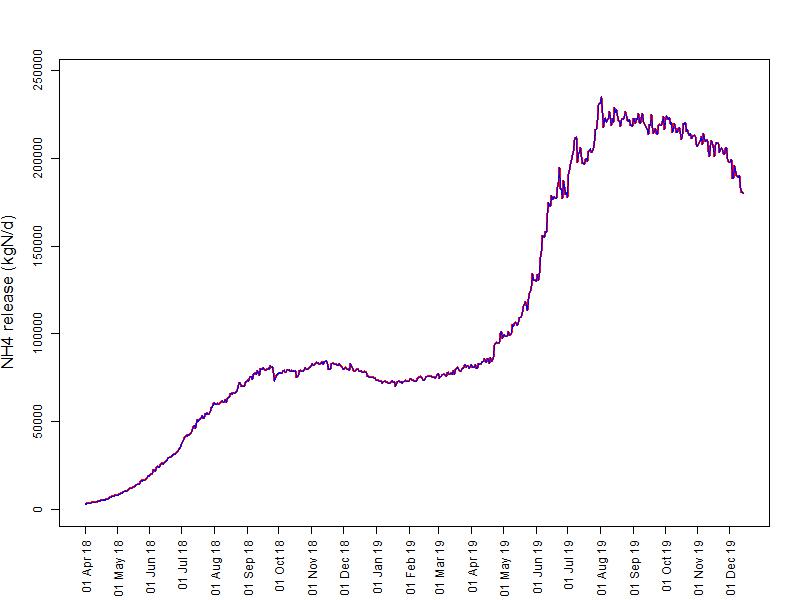 NH4 release (kgN/d)
250000
200000
150000
100000
50000
0
01 Apr 18
01 May 18
01 Jun 18
01 Jul 18
01 Aug 18
01 Sep 18
01 Oct 18
01 Nov 18
01 Dec 18
01 Jan 19
01 Feb 19
01 Mar 19
01 Apr 19
01 May 19
01 Jun 19
01 Jul 19
01 Aug 19
01 Sep 19
01 Oct 19
01 Nov 19
01 Dec 19